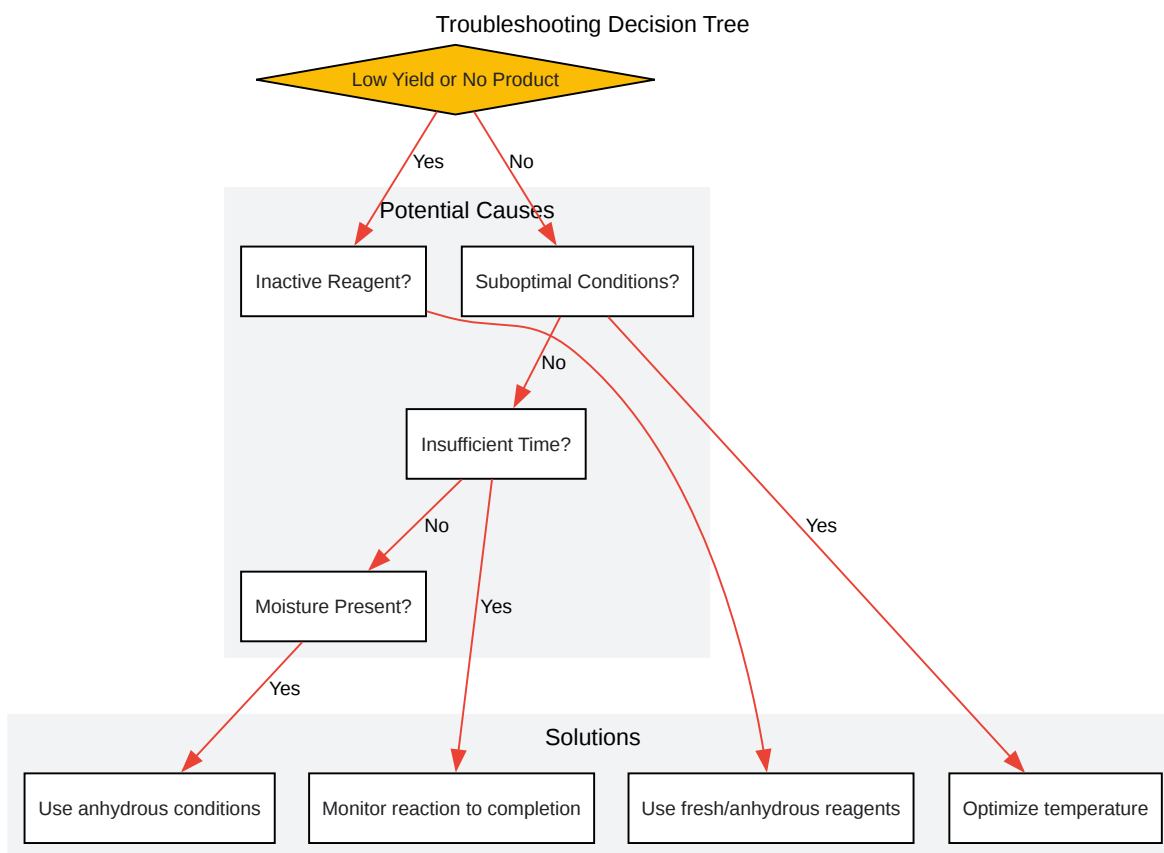 Troubleshooting Decision Tree
Low Yield or No Product
Yes
No
Potential Causes
Inactive Reagent?
Suboptimal Conditions?
No
Insufficient Time?
No
Yes
Moisture Present?
Yes
Yes
Solutions
Use anhydrous conditions
Monitor reaction to completion
Use fresh/anhydrous reagents
Optimize temperature